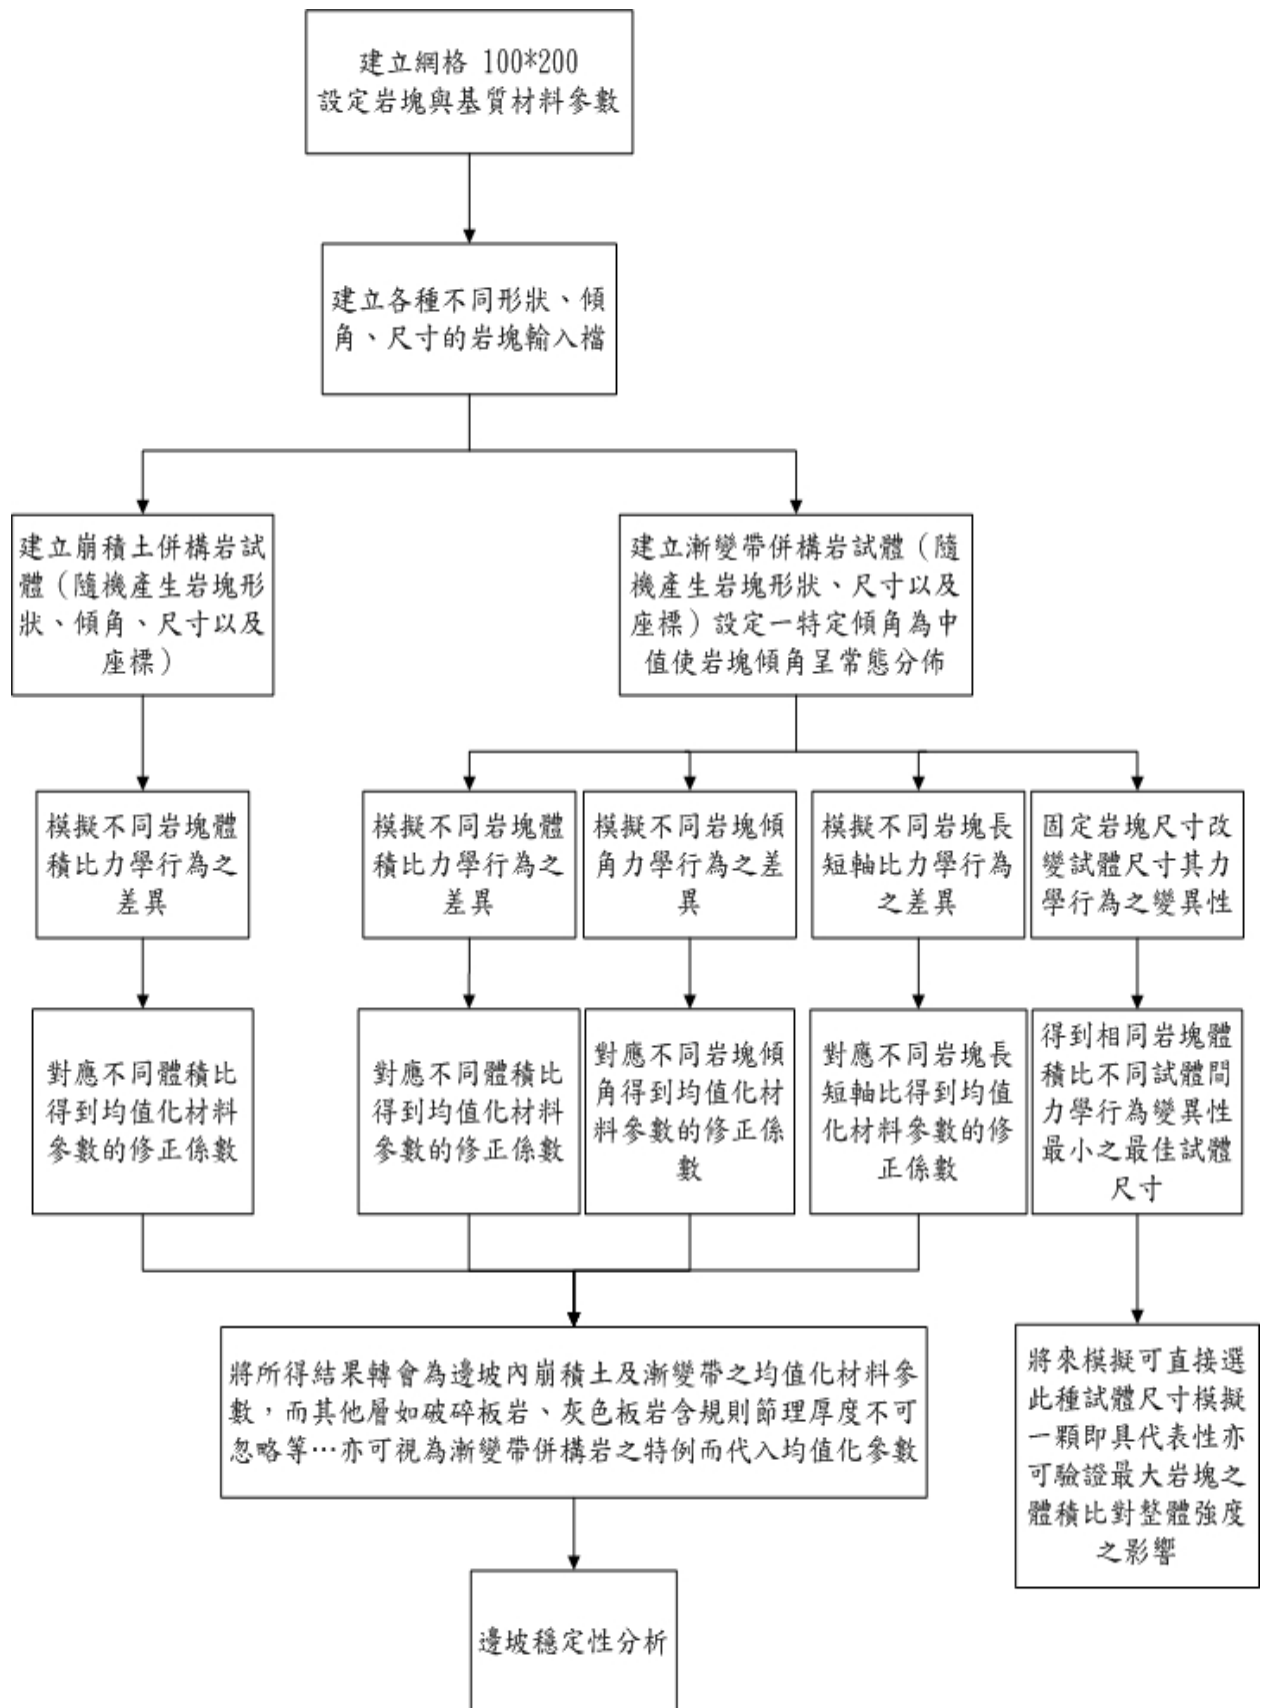 建立網格 100*200
設定岩塊與基質材料參數
建立各種不同形狀、傾
角、尺寸的岩塊輸入檔
建立崩積土併構岩試
體（隨機產生岩塊形
狀、傾角、尺寸以及
座標）
建立漸變帶併構岩試體（隨
機產生岩塊形狀、尺寸以及
座標）設定一特定傾角為中
值使岩塊傾角呈常態分佈
模擬不同岩塊體
積比力學行為之
差異
模擬不同岩塊體
積比力學行為之
差異
模擬不同岩塊傾
角力學行為之差
異
模擬不同岩塊長
短軸比力學行為
之差異
固定岩塊尺寸改
變試體尺寸其力
學行為之變異性
對應不同體積比
得到均值化材料
參數的修正係數
對應不同體積比
得到均值化材料
參數的修正係數
對應不同岩塊傾
角得到均值化材
料參數的修正係
數
對應不同岩塊長
短軸比得到均值
化材料參數的修
正係數
得到相同岩塊體
積比不同試體間
力學行為變異性
最小之最佳試體
尺寸
將所得結果轉會為邊坡內崩積土及漸變帶之均值化材料參
數，而其他層如破碎板岩、灰色板岩含規則節理厚度不可
忽略等…亦可視為漸變帶併構岩之特例而代入均值化參數
將來模擬可直接選
此種試體尺寸模擬
一顆即具代表性亦
可驗證最大岩塊之
體積比對整體強度
之影響
邊坡穩定性分析